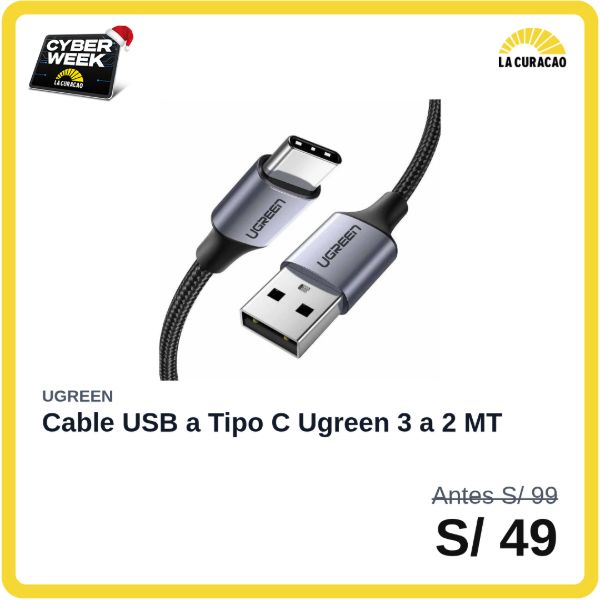 CYBER
WEEK
LA CURACAO
LA CURACAO
UGREEN
UGREEN
UGREEN
Cable USB a Tipo C Ugreen 3 a 2 MT
Antes S/ 99
S/ 49